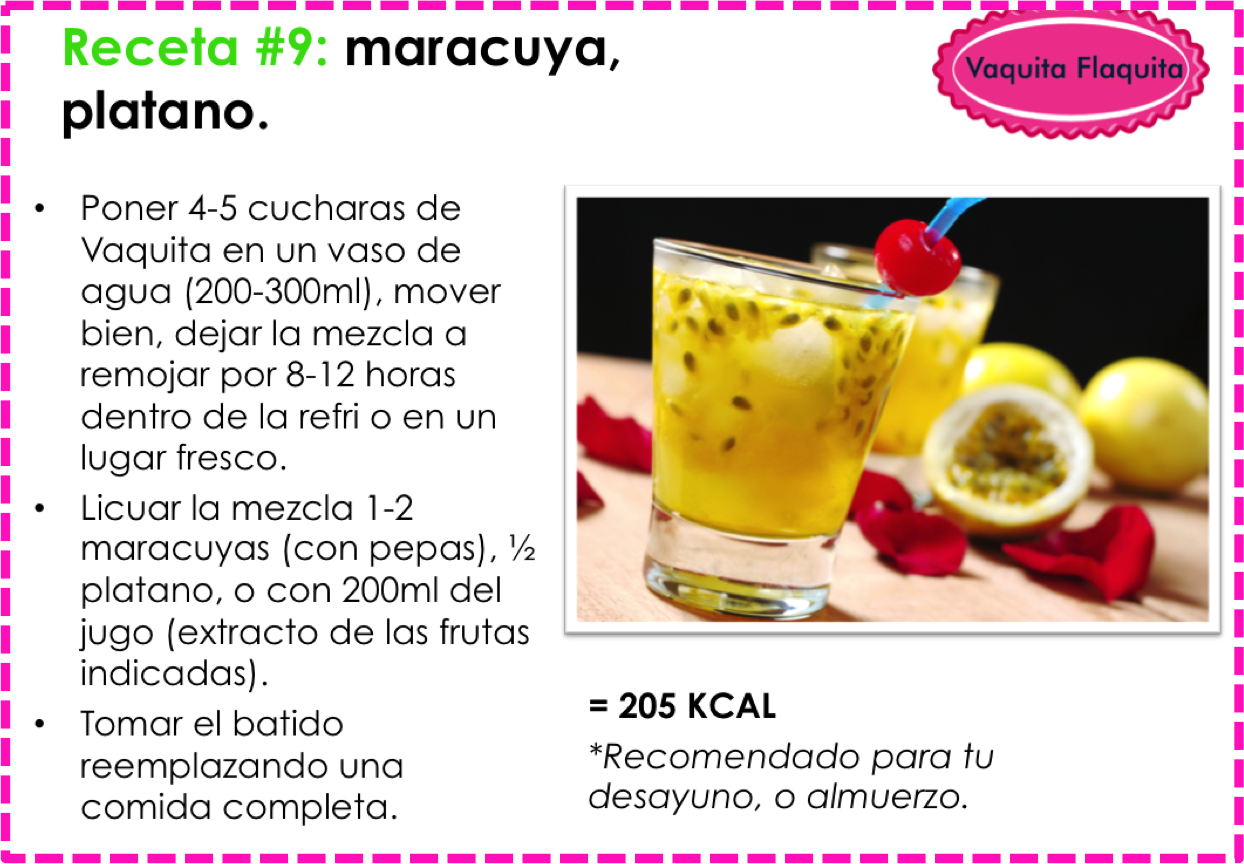 Receta #9: maracuya,
platano.
Vaquita Flaquita
• Poner 4-5 cucharas de
Vaquita en un vaso de
agua (200-300ml), mover
bien, dejar la mezcla a
remojar por 8-12 horas
dentro de la refri o en un
lugar fresco.
• Licuar la mezcla 1-2
maracuyas (con pepas), ½
platano, o con 200ml del
jugo (extracto de las frutas
indicadas).
• Tomar el batido
reemplazando una
comida completa.
= 205 KCAL
*Recomendado para tu
desayuno, o almuerzo.